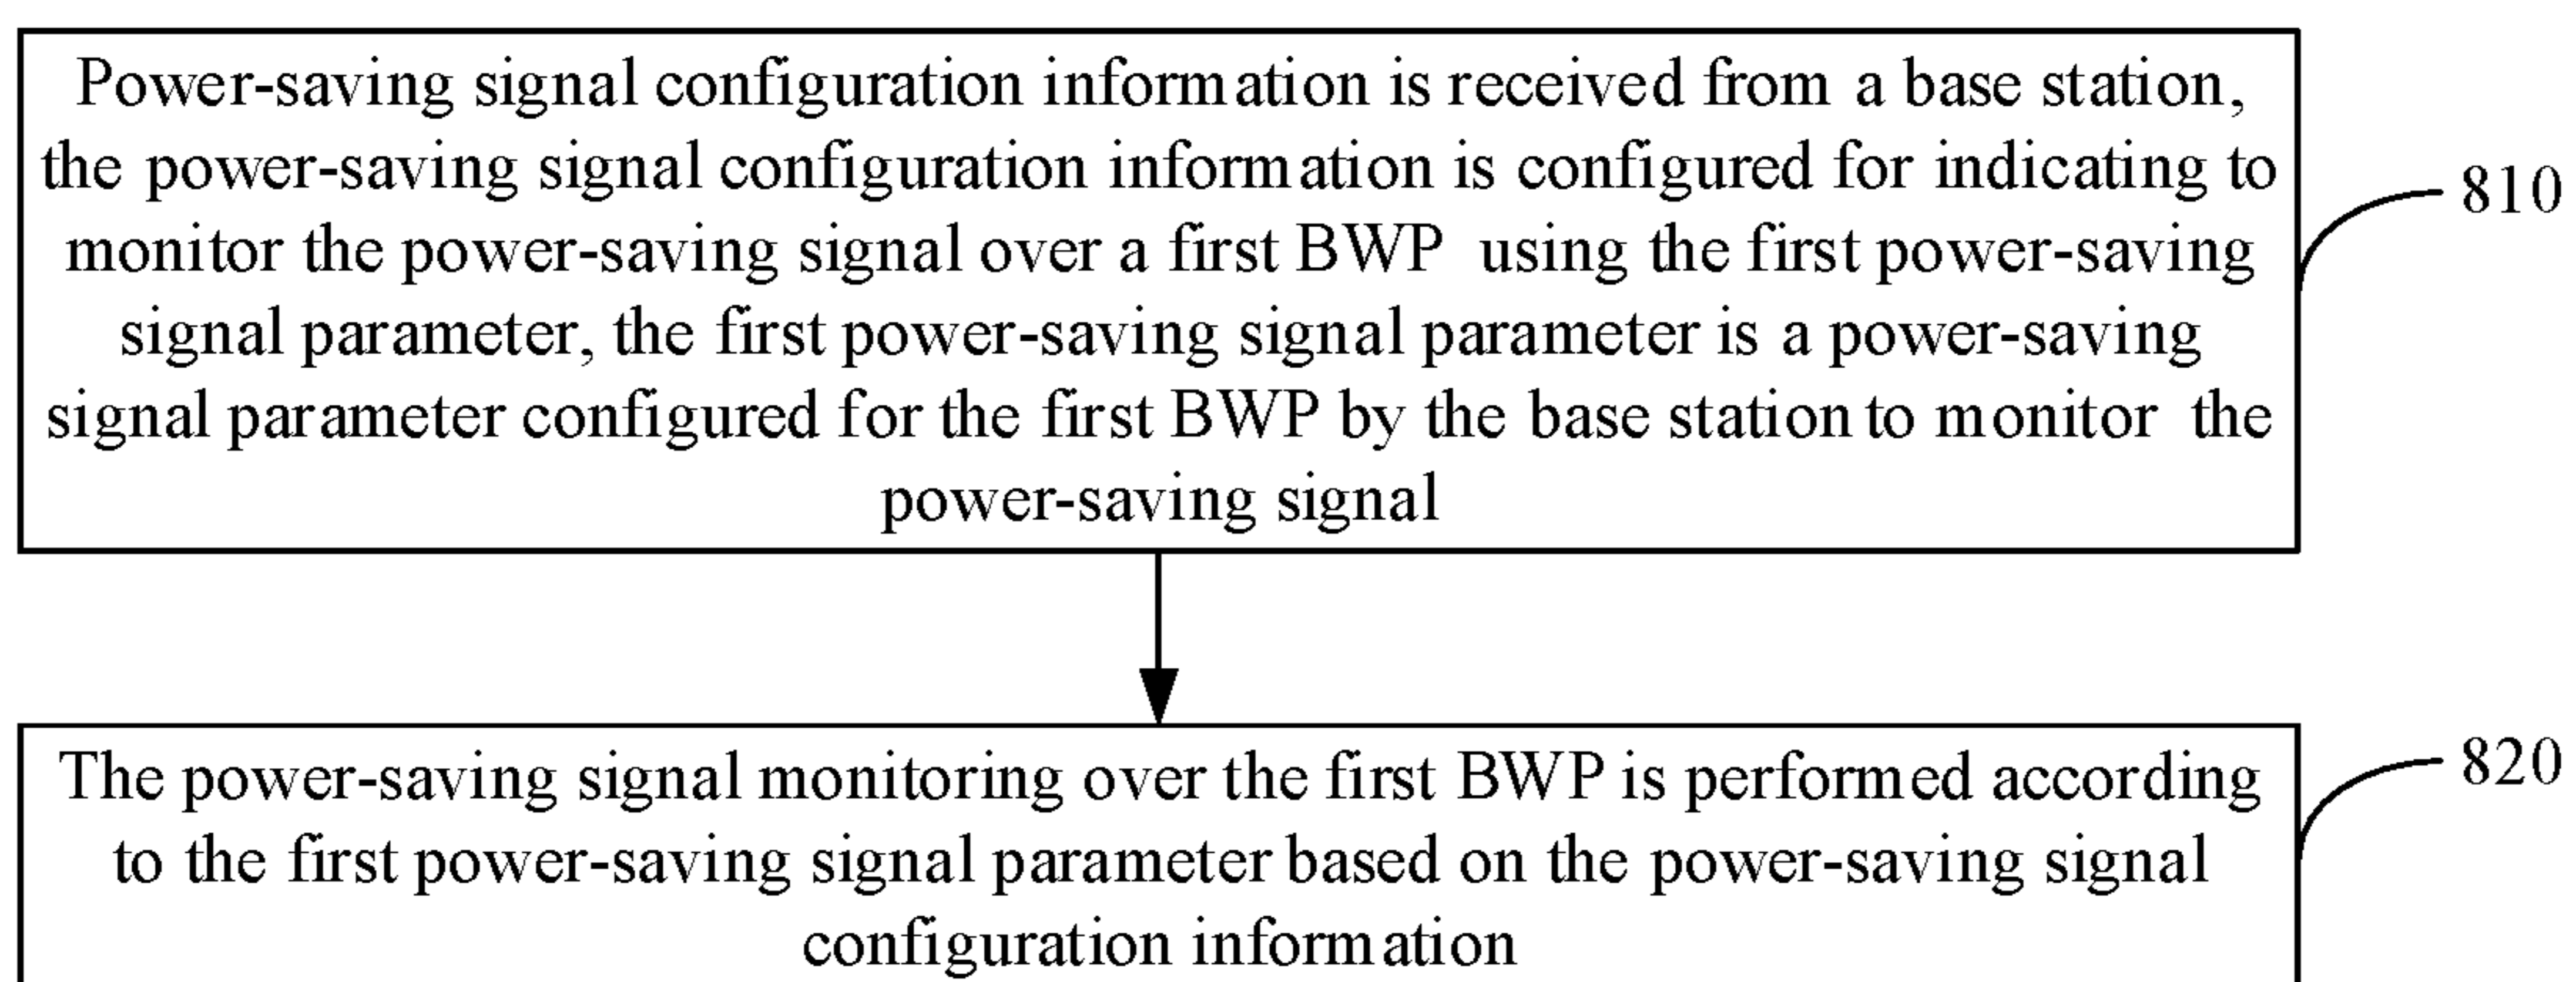 Power-saving signal configuration information is received from a base station,
the power-saving signal configuration information is configured for indicating to
monitor the power-saving signal over a first BWP using the first power-saving
signal parameter, the first power-saving signal parameter is a power-saving
signal parameter configured for the first BWP by the base station to monitor the
power-saving signal
810
The power-saving signal monitoring over the first BWP is performed according
to the first power-saving signal parameter based on the power-saving signal
configuration information
820